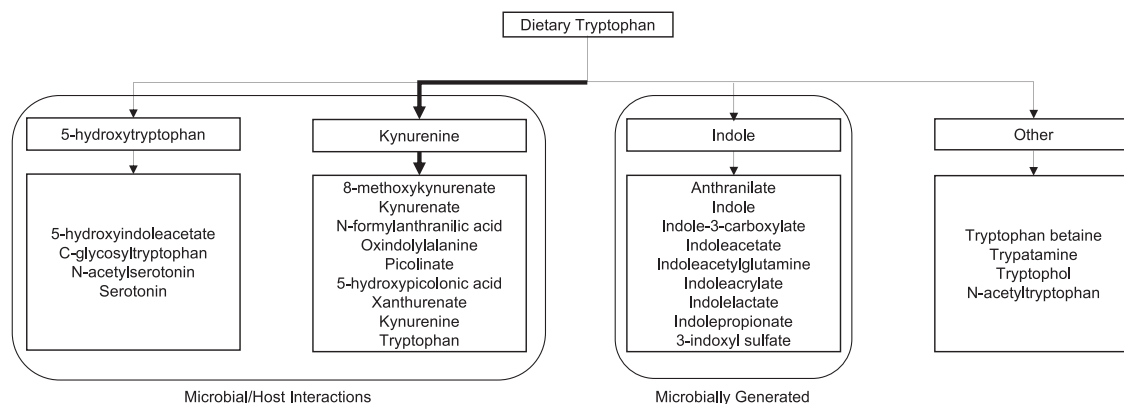 Dietary Tryptophan
5-hydroxytryptophan
Kynurenine
Indole
Other
5-hydroxyindoleacetate
C-glycosyltryptophan
N-acetylserotonin
Serotonin
8-methoxykynurenate
Kynurenate
N-formylanthranilic acid
Oxindolylalanine
Picolinate
5-hydroxypicolonic acid
Xanthurenate
Kynurenine
Tryptophan
Anthranilate
Indole
Indole-3-carboxylate
Indoleacetate
Indoleacetylglutamine
Indoleacrylate
Indolelactate
Indolepropionate
3-indoxyl sulfate
Tryptophan betaine
Trypatamine
Tryptophol
N-acetyltryptophan
Microbial/Host Interactions
Microbially Generated